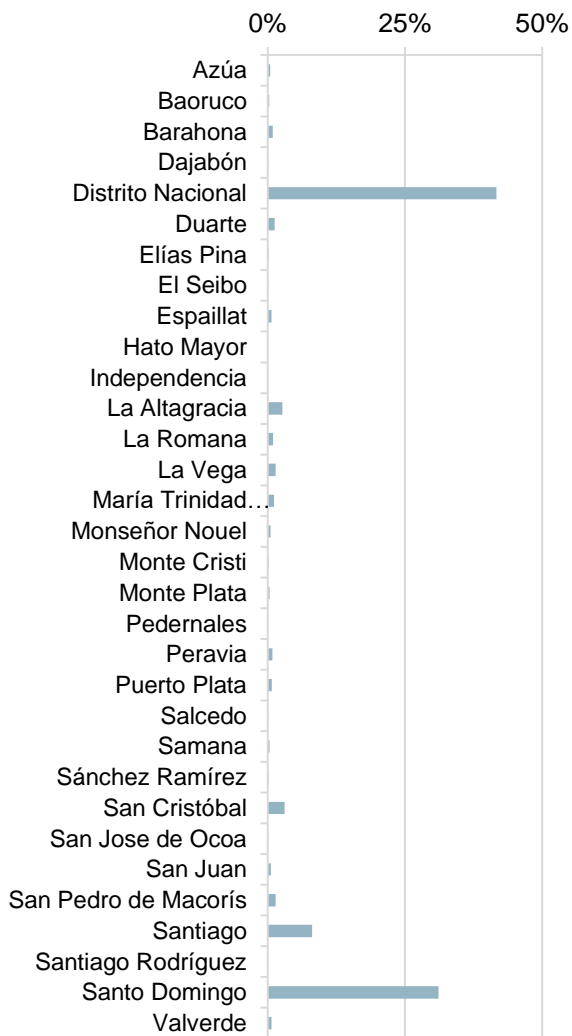 0% 25% 50%
Azúa
Baoruco
Barahona
Dajabón
Distrito Nacional
Duarte
Elías Pina
El Seibo
Espaillat
Hato Mayor
Independencia
La Altagracia
La Romana
La Vega
María Trinidad…
Monseñor Nouel
Monte Cristi
Monte Plata
Pedernales
Peravia
Puerto Plata
Salcedo
Samana
Sánchez Ramírez
San Cristóbal
San Jose de Ocoa
San Juan
San Pedro de Macorís
Santiago
Santiago Rodríguez
Santo Domingo
Valverde